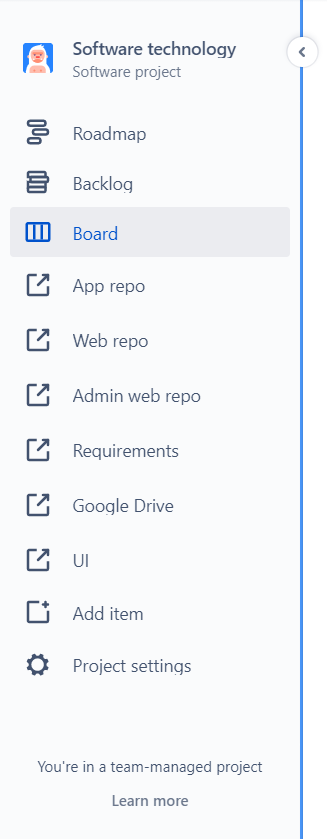 Software technology
Software project
Roadmap
Backlog
Board
App repo
Web repo
Admin web repo
Requirements
Google Drive
UI
Add item
Project settings
You're in a team-managed project
Learn more